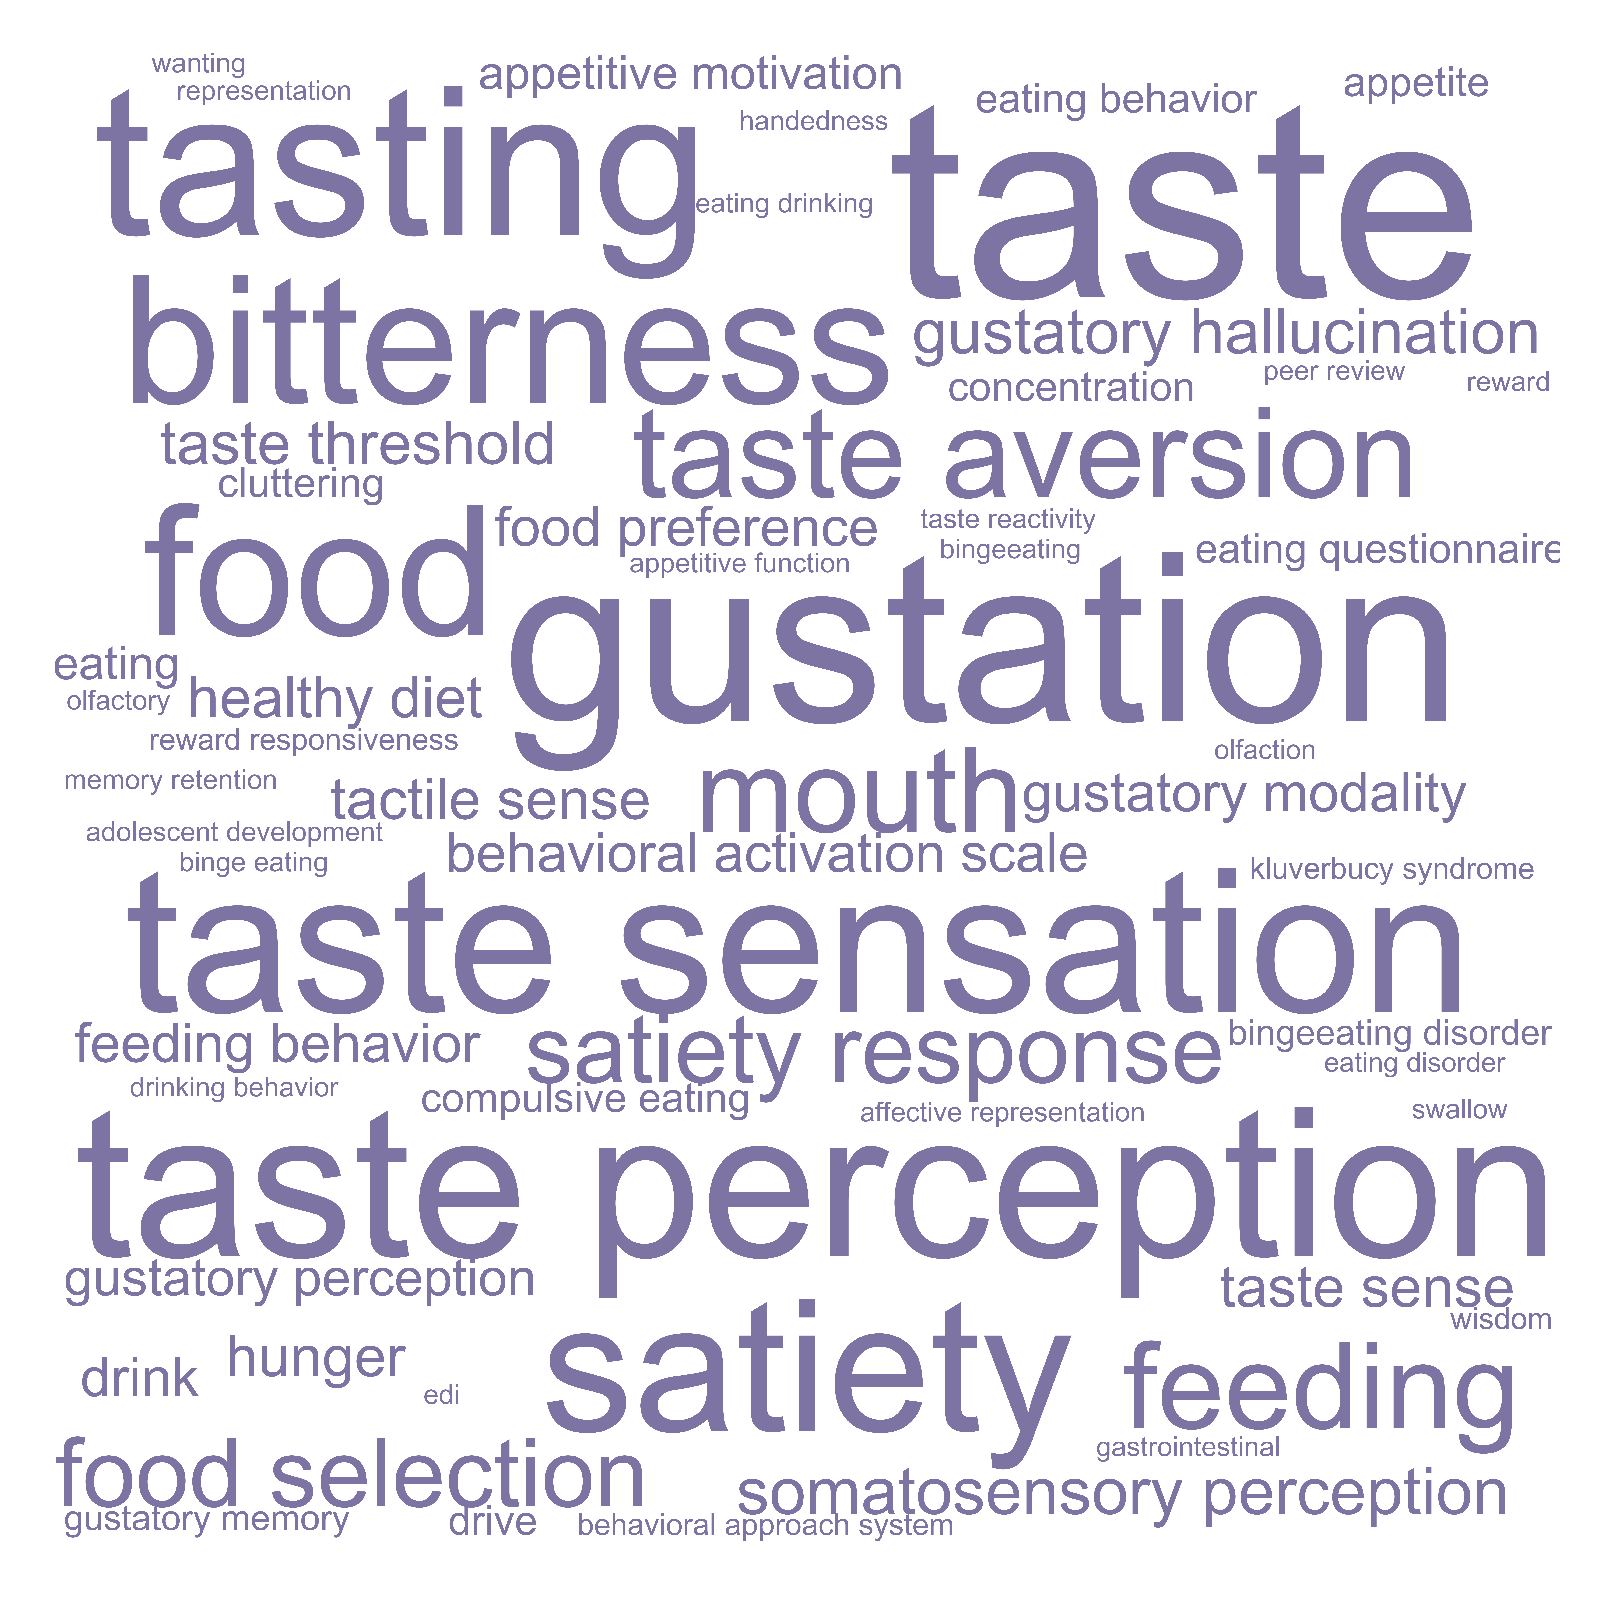 wanting
representation
appetitive motivation
eating behavior
appetite
tasting
handedness
taste
eating drinking
bitterness
gustatory hallucination
peer review
reward
concentration
taste threshold
taste aversion
cluttering
food
food preference
taste reactivity
appetitive function
bingeeating
eating questionnaire
gustation
eating
olfactory
healthy diet
reward responsiveness
olfaction
memory retention
tactile sense
mouth
gustatory modality
adolescent development
binge eating
behavioral activation scale
kluverbucy syndrome
taste sensation
feeding behavior
satiety response
bingeeating disorder
eating disorder
drinking behavior
compulsive eating
affective representation
swallow
taste perception
gustatory perception
taste sense
wisdom
drink
hunger
edi
satiety
feeding
food selection
gastrointestinal
somatosensory perception
gustatory memory
drive
behavioral approach system